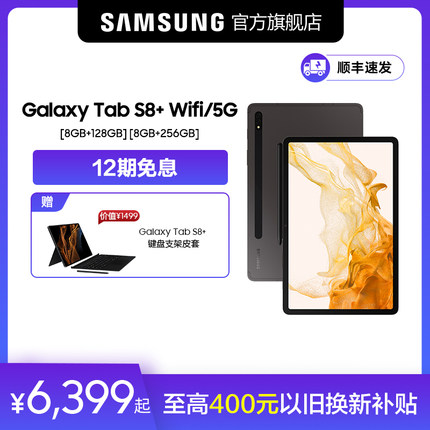 SAMSUNG 官方旗舰店
顺丰速发
Galaxy Tab S8+ Wifi/5G
[8GB+128GB] [8GB+256GB]
12期免息
赠
价值¥1499
Galaxy Tab S8+
键盘支架皮套
SAMSUNG
¥6,399起 至高400元以旧换新补贴